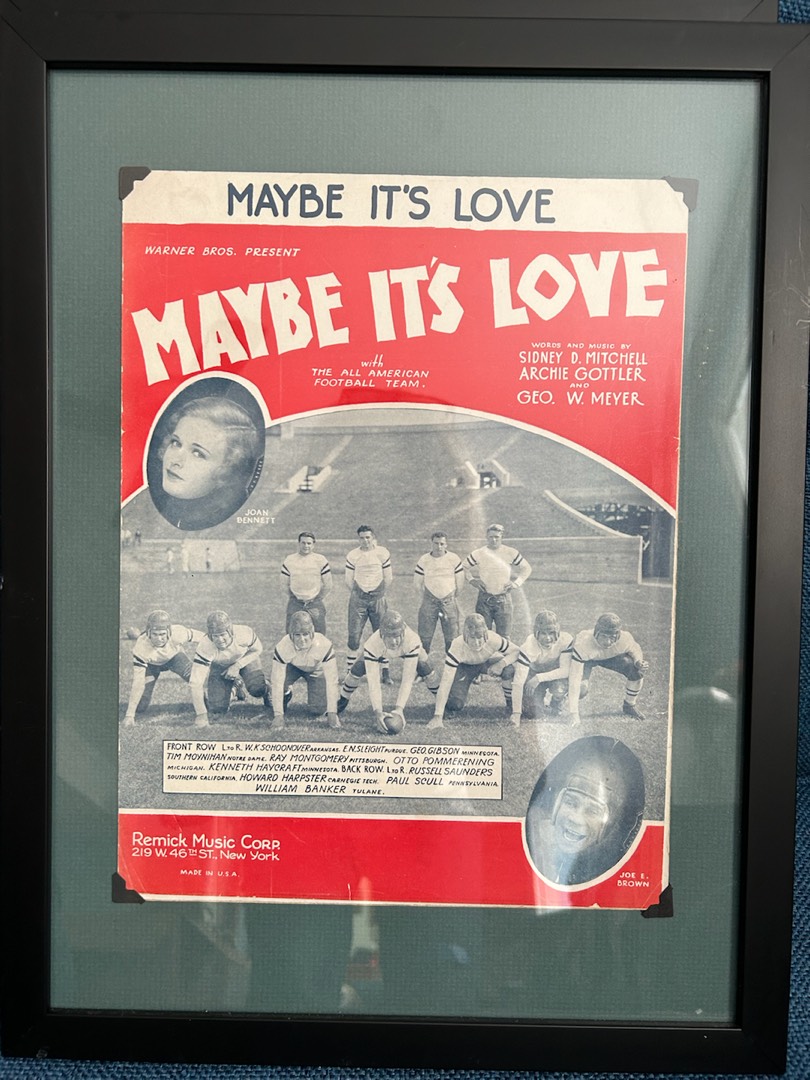 MAYBE IT'S LOVE
WARNER BROS. PRESENT
MAYBE IT'S LOVE
with
THE ALL AMERICAN
FOOTBALL TEAM.
WORDS AND MUSIC BY
SIDNEY D. MITCHELL
ARCHIE GOTTLER
AND
GEO. W. MEYER
JOAN
BENNETT
FRONT ROW L TO R. W.K SCHOONOVER ARKANSAS. E.N. SLEIGHT PURDUE. GEO. GIBSON MINNESOTA.
TIM MOYNIHAN NOTRE DAME. RAY MONTGOMERY PITTSBURGH. OTTO POMMERENING
MICHIGAN. KENNETH HAYCRAFT MINNESOTA. BACK ROW. L TO R. RUSSELL SAUNDERS
SOUTHERN CALIFORNIA. HOWARD HARPSTER CARNEGIE TECH. PAUL SCULL PENNSYLVANIA.
WILLIAM BANKER TULANE.
Remick Music CORP.
219 W. 46TH ST., New York
MADE IN U.S.A.
JOE E.
BROWN